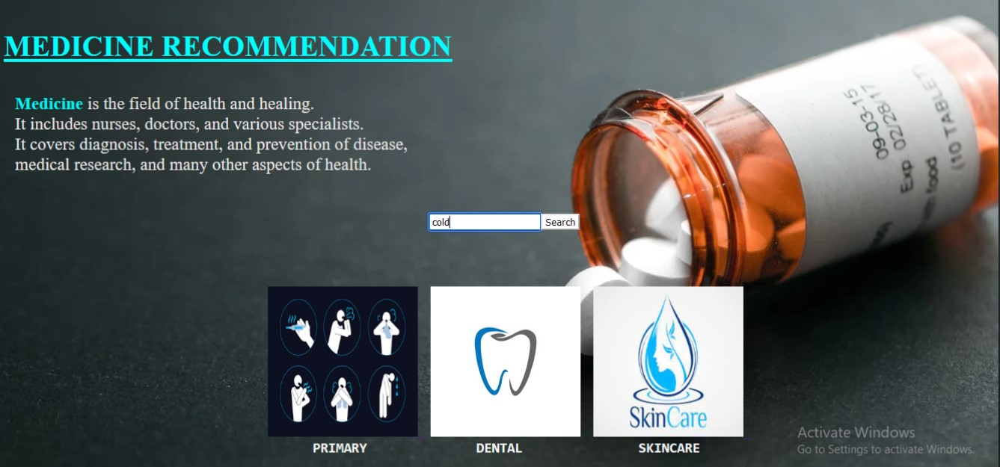 MEDICINE RECOMMENDATION
Medicine is the field of health and healing.
It includes nurses, doctors, and various specialists.
It covers diagnosis, treatment, and prevention of disease,
medical research, and many other aspects of health.
09-03-15
Exp. 02/28/17
(10 TABLET)
food
cold Search
SkinCare
PRIMARY DENTAL SKINCARE
Activate Windows
Go to Settings to activate Windows.